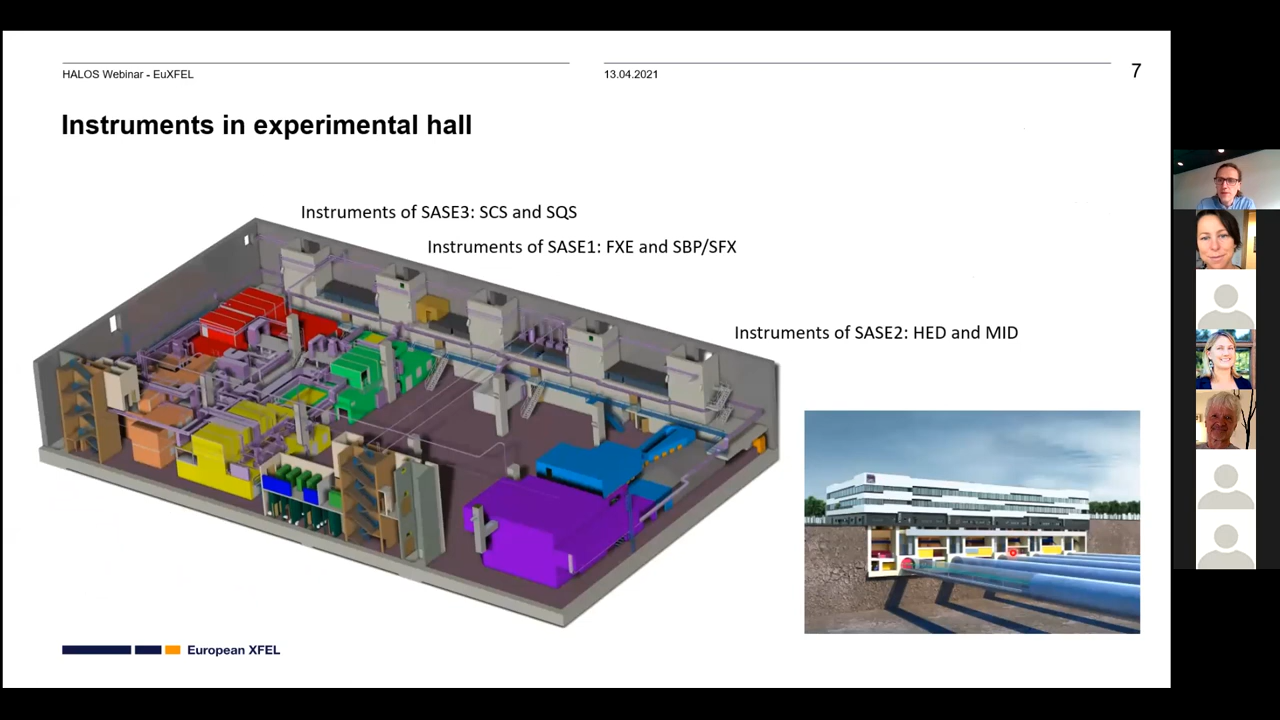 HALOS Webinar - EuXFEL
13.04.2021
7
Instruments in experimental hall
Instruments of SASE3: SCS and SQS
Instruments of SASE1: FXE and SBP/SFX
Instruments of SASE2: HED and MID
European XFEL